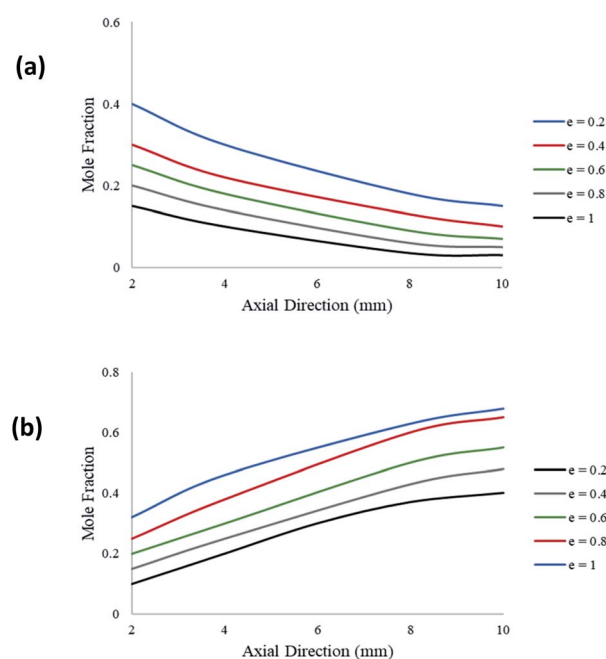 (a)
0.6
0.4
0.2
0
Mole Fraction
2 4 6 8 10
Axial Direction (mm)
e = 0.2
e = 0.4
e = 0.6
e = 0.8
e = 1
(b)
0.8
0.6
0.4
0.2
0
Mole Fraction
2 4 6 8 10
Axial Direction (mm)
e = 0.2
e = 0.4
e = 0.6
e = 0.8
e = 1